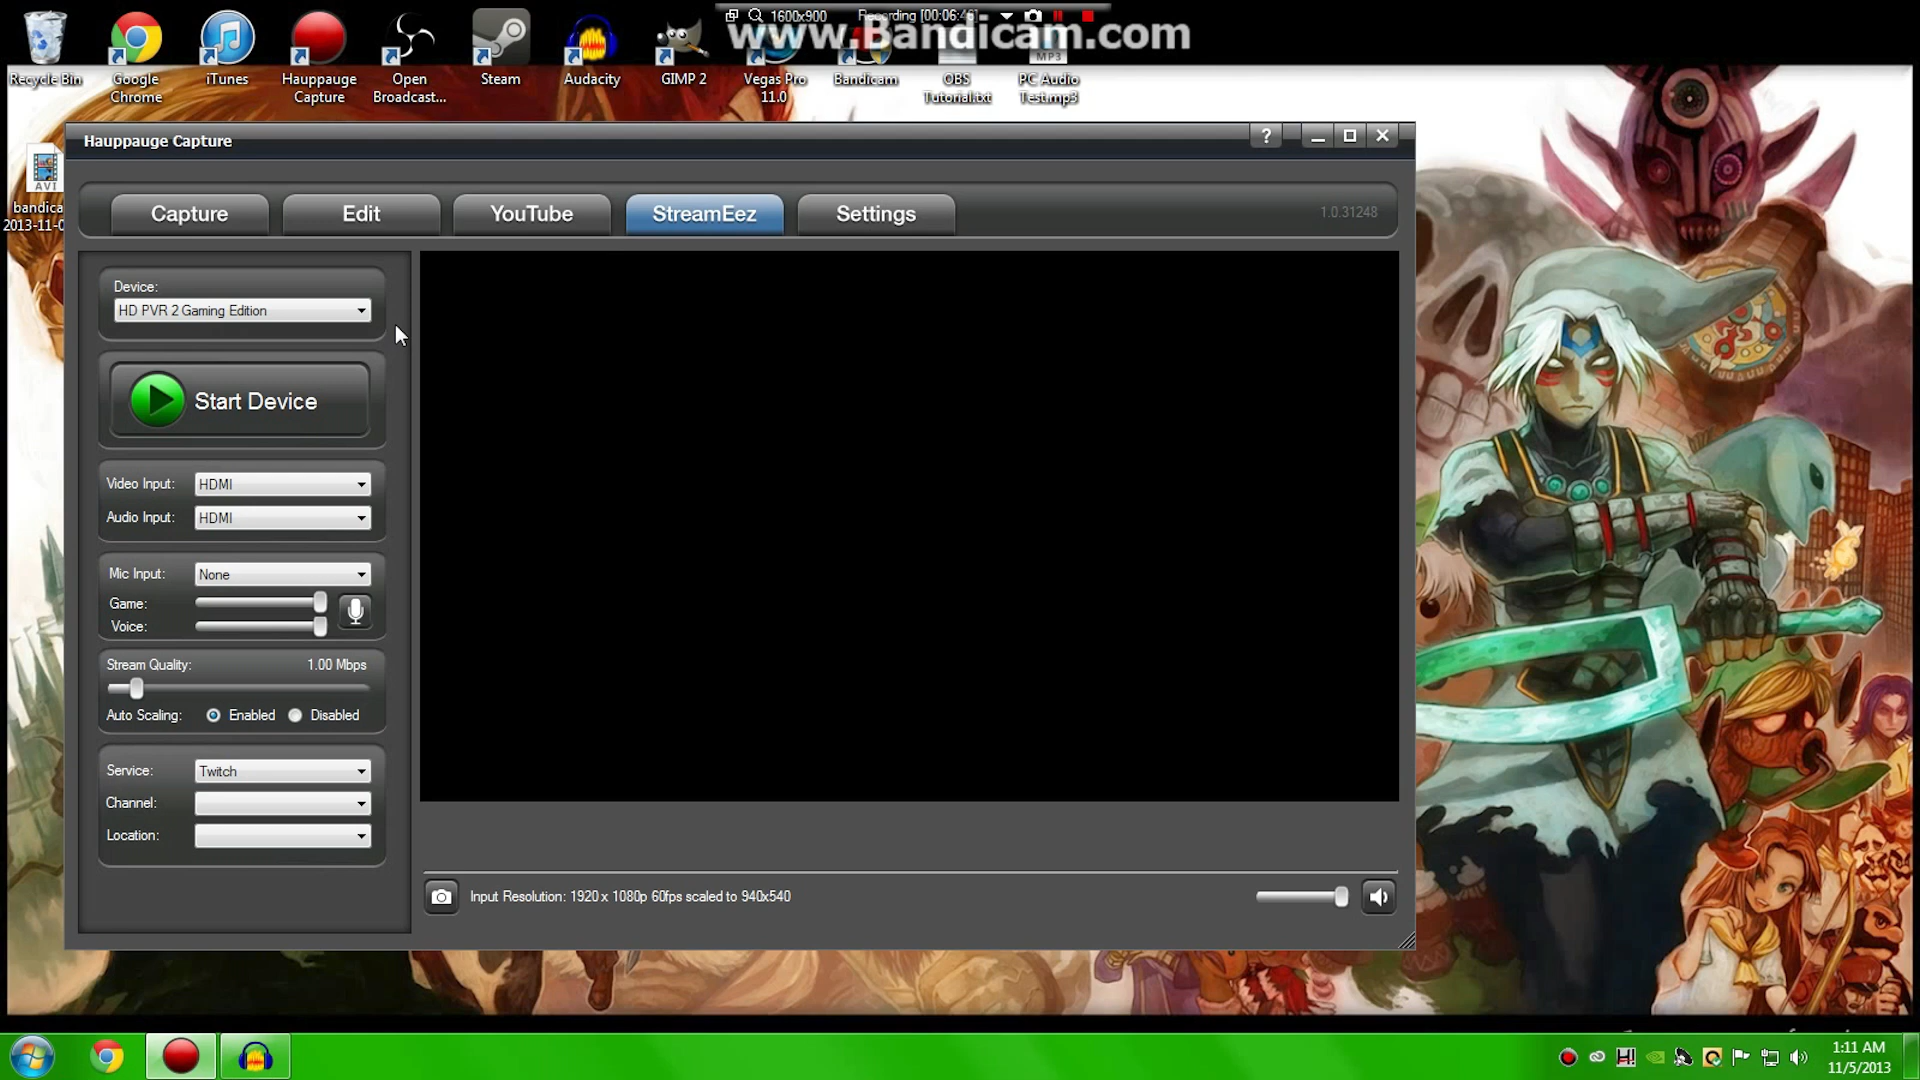 1600x900
Recording [00:06:46]
www.Bandicam.com
Recycle Bin
Google
Chrome
iTunes
Hauppauge
Capture
Open
Broadcast...
Steam
Audacity
GIMP 2
Vegas Pro
11.0
Bandicam
OBS
Tutorial.txt
MP3
PC Audio
Test.mp3
AVI
bandica
2013-11-0
Hauppauge Capture
?
Capture
Edit
YouTube
StreamEez
Settings
1.0.31248
Device:
HD PVR 2 Gaming Edition
Start Device
Video Input:
HDMI
Audio Input:
HDMI
Mic Input:
None
Game:
Voice:
Stream Quality:
1.00 Mbps
Auto Scaling:
Enabled
Disabled
Service:
Twitch
Channel:
Location:
Input Resolution: 1920 x 1080p 60fps scaled to 940x540
1:11 AM
11/5/2013